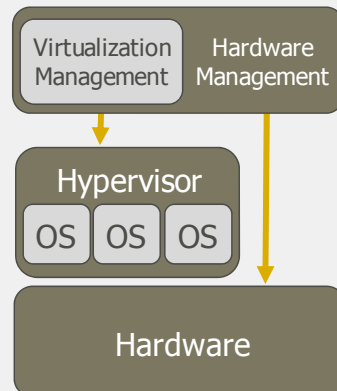 Virtualization
Management
Hardware
Management
Hypervisor
OS OS OS
Hardware